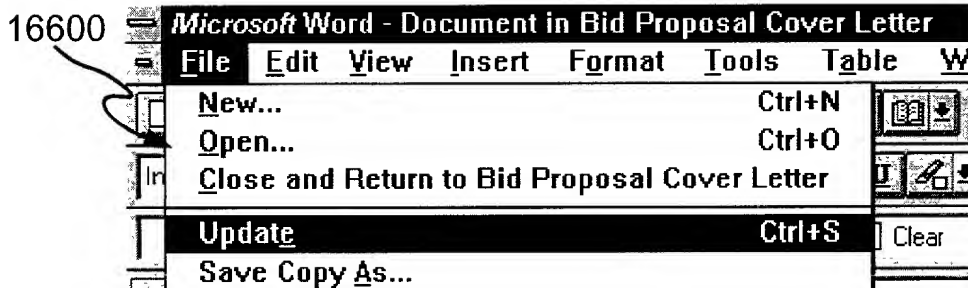 16600
Microsoft Word - Document in Bid Proposal Cover Letter
File Edit View Insert Format Tools Table W
New... Ctrl+N
Open... Ctrl+O
In
Close and Return to Bid Proposal Cover Letter U
Update Ctrl+S Clear
Save Copy As...